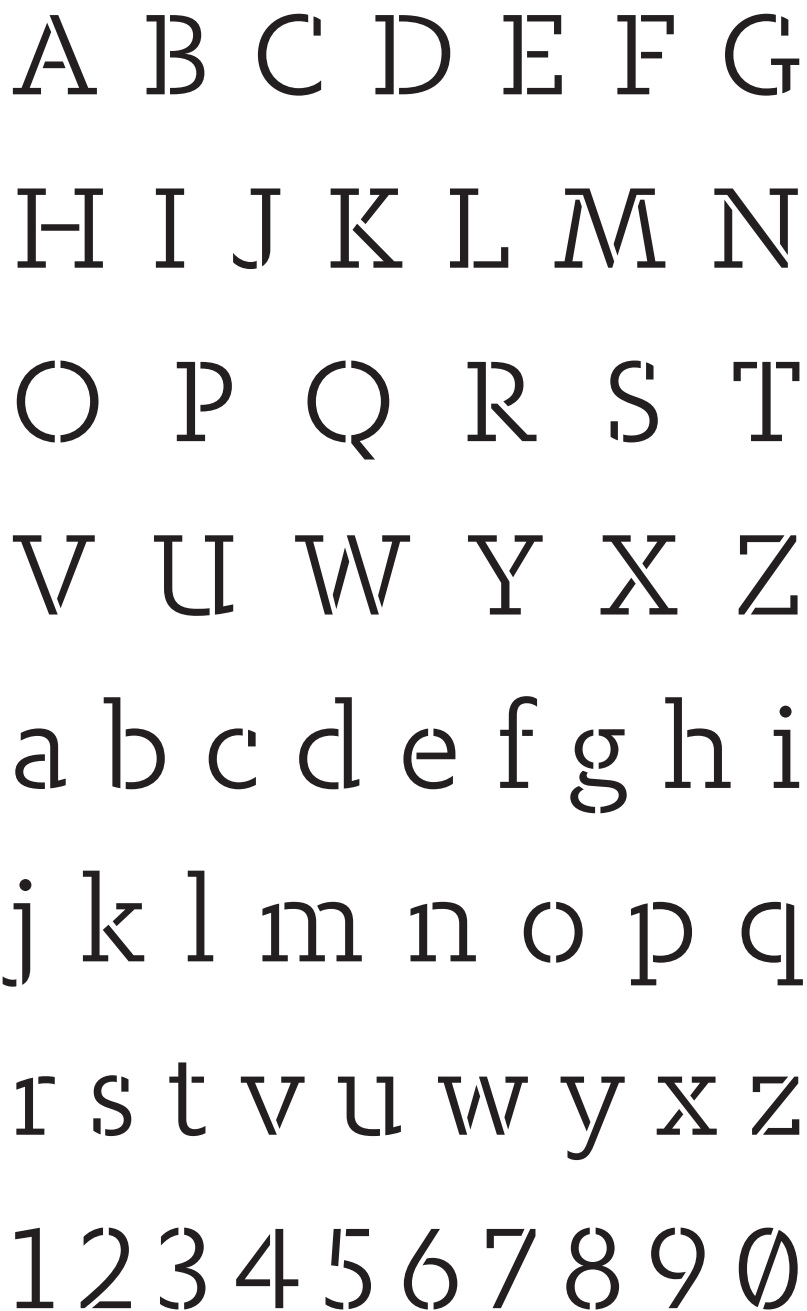 A B C D E F G
H I J K L M N
O P Q R S T
V U W Y X Z
a b c d e f g h i
j k l m n o p q
r s t v u w y x z
1 2 3 4 5 6 7 8 9 0